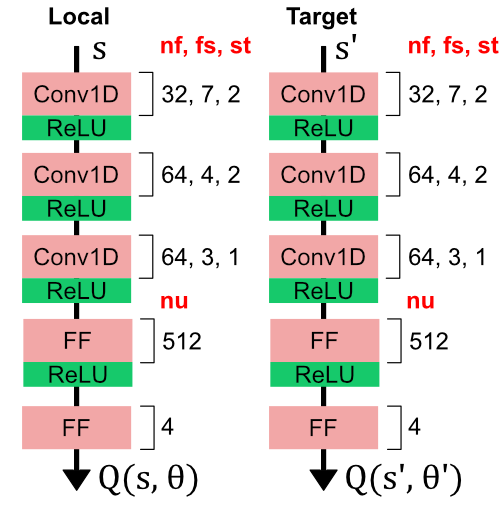 Local
s
nf, fs, st
Conv1D
32, 7, 2
ReLU
Conv1D
64, 4, 2
ReLU
Conv1D
64, 3, 1
ReLU
nu
FF
512
ReLU
FF
4
Q(s, θ)
Target
s'
nf, fs, st
Conv1D
32, 7, 2
ReLU
Conv1D
64, 4, 2
ReLU
Conv1D
64, 3, 1
ReLU
nu
FF
512
ReLU
FF
4
Q(s', θ')